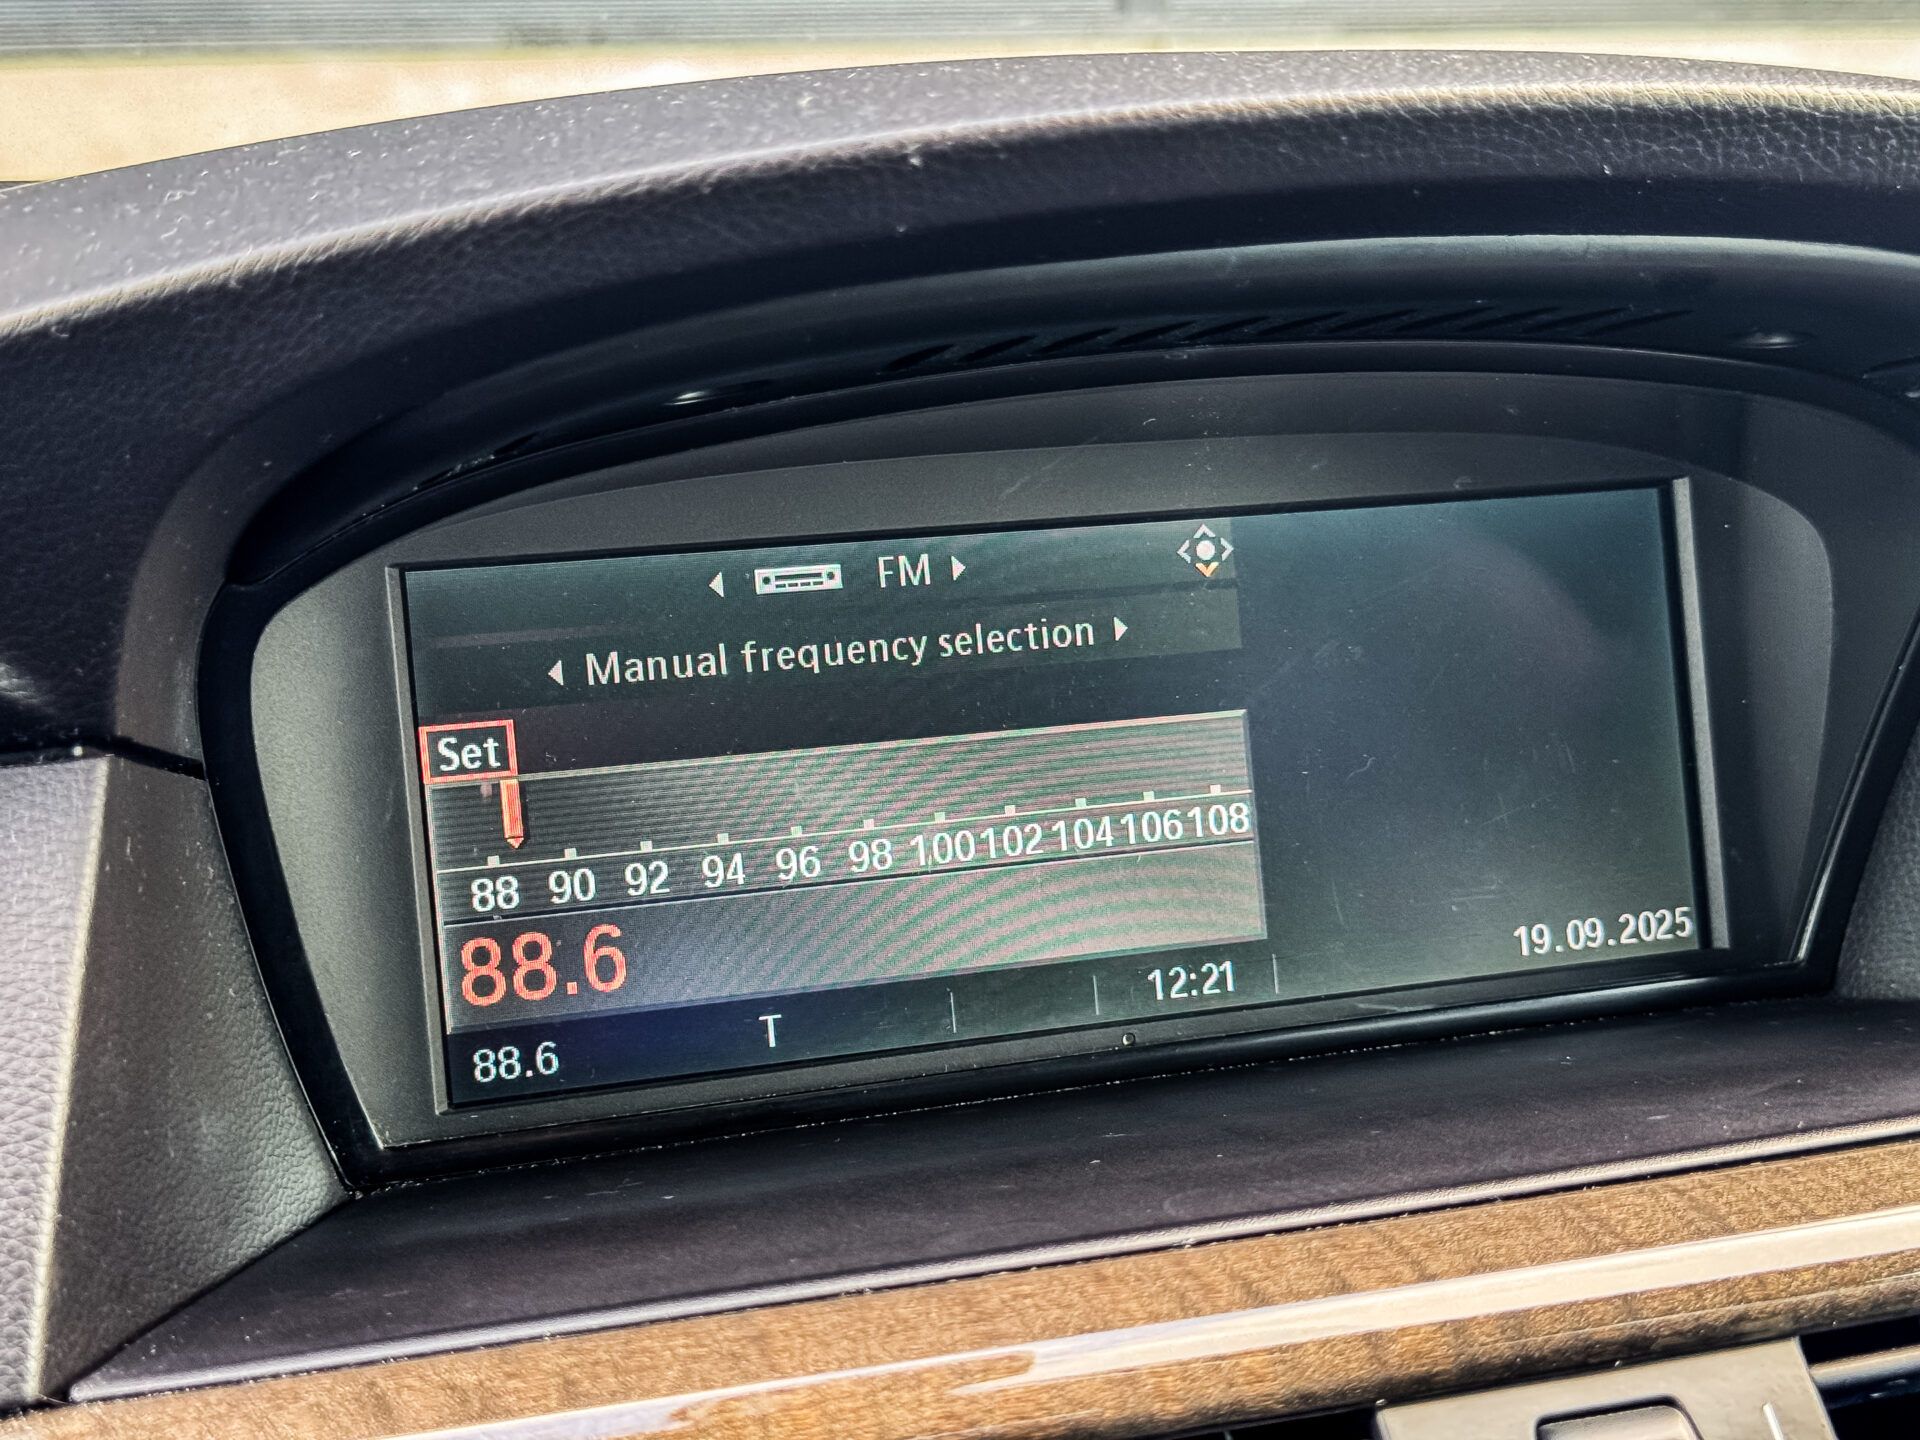 FM
Manual frequency selection
Set
88 90 92 94 96 98 100 102 104 106 108
88.6
12:21
19.09.2025
88.6 T